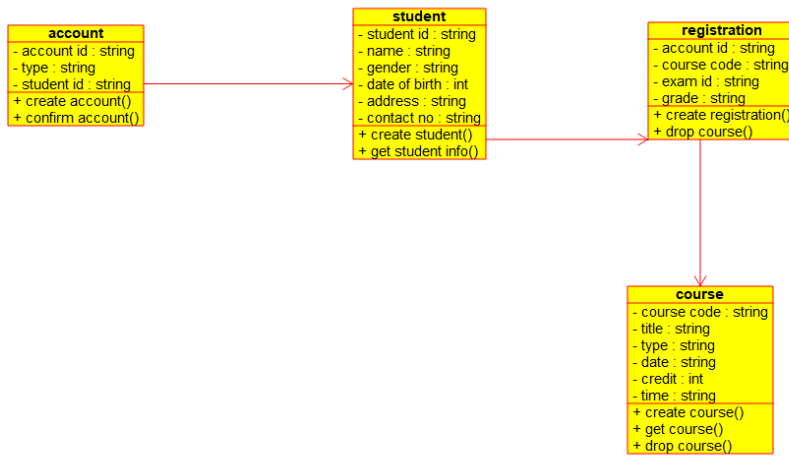 account
- account id : string
- type : string
- student id : string
+ create account()
+ confirm account()
student
- student id : string
- name : string
- gender : string
- date of birth : int
- address : string
- contact no : string
+ create student()
+ get student info()
registration
- account id : string
- course code : string
- exam id : string
- grade : string
+ create registration()
+ drop course()
course
- course code : string
- title : string
- type : string
- date : string
- credit : int
- time : string
+ create course()
+ get course()
+ drop course()